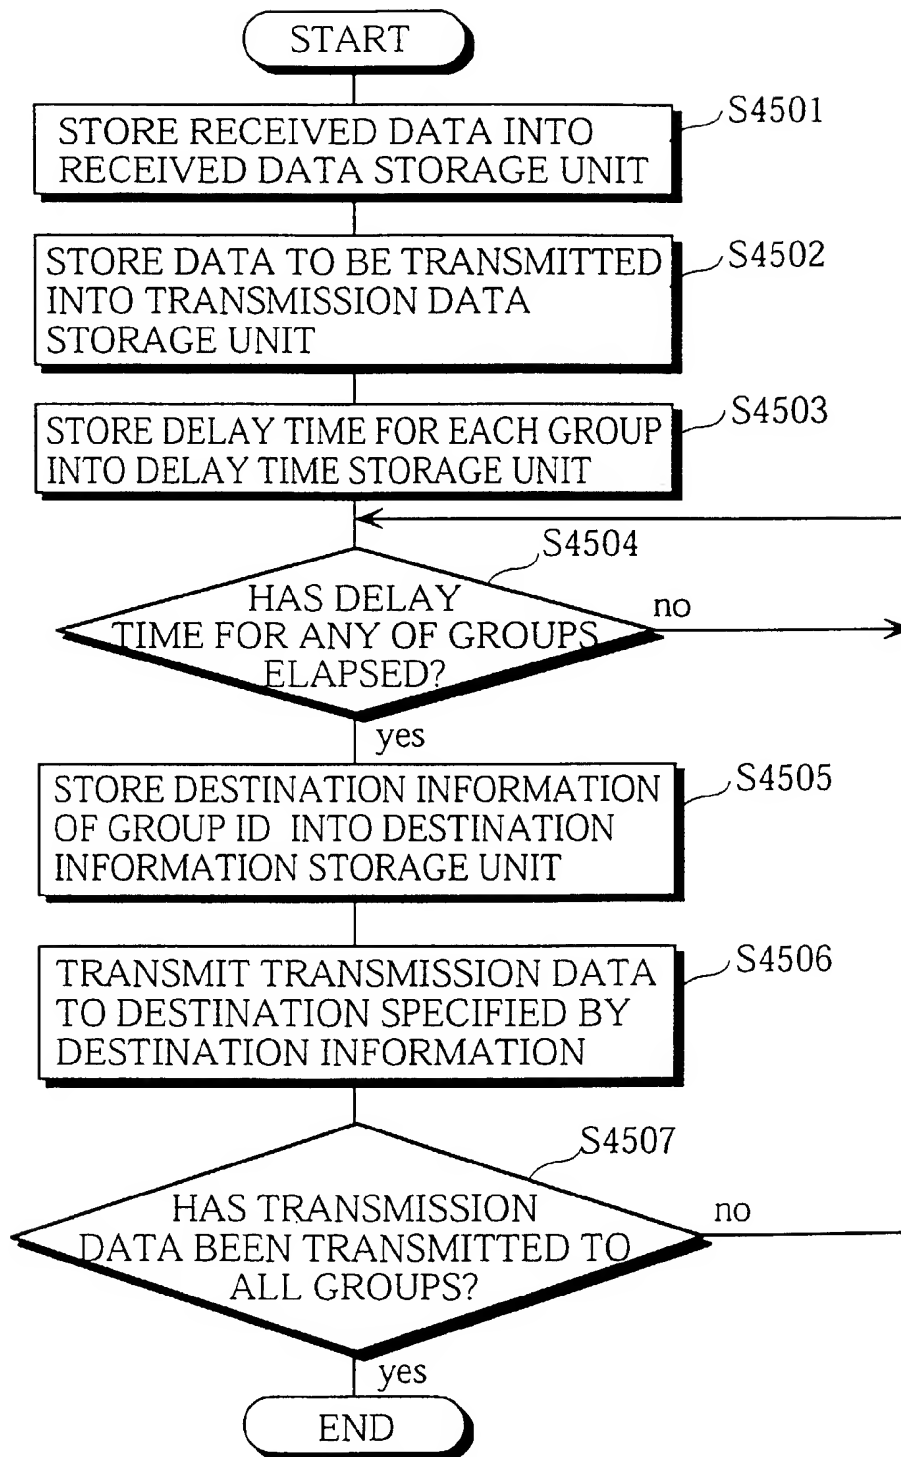 START
S4501
STORE RECEIVED DATA INTO
RECEIVED DATA STORAGE UNIT
S4502
STORE DATA TO BE TRANSMITTED
INTO TRANSMISSION DATA
STORAGE UNIT
S4503
STORE DELAY TIME FOR EACH GROUP
INTO DELAY TIME STORAGE UNIT
S4504
HAS DELAY
TIME FOR ANY OF GROUPS
ELAPSED?
no
yes
S4505
STORE DESTINATION INFORMATION
OF GROUP ID INTO DESTINATION
INFORMATION STORAGE UNIT
S4506
TRANSMIT TRANSMISSION DATA
TO DESTINATION SPECIFIED BY
DESTINATION INFORMATION
S4507
HAS TRANSMISSION
DATA BEEN TRANSMITTED TO
ALL GROUPS?
no
yes
END